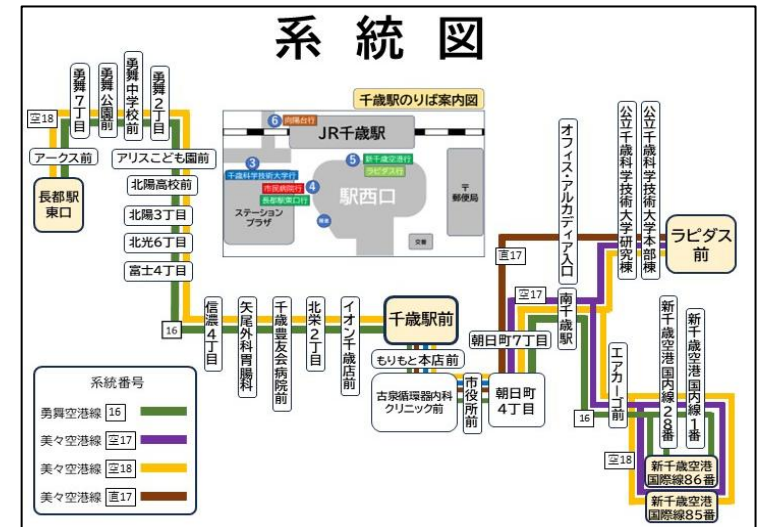 系統図
空18
勇舞7丁目
勇舞公園前
勇舞中学校前
勇舞2丁目
アークス前
長都駅
東口
アリスこども園前
北陽高校前
北陽3丁目
北光6丁目
富士4丁目
16
信濃4丁目
矢尾外科胃腸科
千歳豊友会病院前
北栄2丁目
イオン千歳店前
千歳駅のりば案内図
6
向陽台行
JR千歳駅
3
千歳科学技術大学行
5
新千歳空港行
ラピダス行
市民病院行
4
長都駅東口行
駅西口
ステーション
プラザ
〒
郵便局
交番
千歳駅前
もりもと本店前
古泉循環器内科
クリニック前
市役所前
朝日町
4丁目
朝日町7丁目
直17
空17
オフィス・アルカディア入口
南千歳駅
公立千歳科学技術大学研究棟
公立千歳科学技術大学本部棟
ラピダス
前
エアカーゴ前
16
空18
新千歳空港国内線28番
新千歳空港国内線1番
新千歳空港
国際線86番
新千歳空港
国際線85番
系統番号
勇舞空港線 16
美々空港線 空17
美々空港線 空18
美々空港線 直17